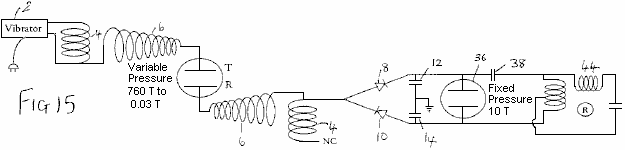 2
Vibrator
4
6
Variable
Pressure
760 T to
0.03 T
T
R
6
4
NC
8
10
12
14
36
38
Fixed
Pressure
10 T
44
R
FIG 15